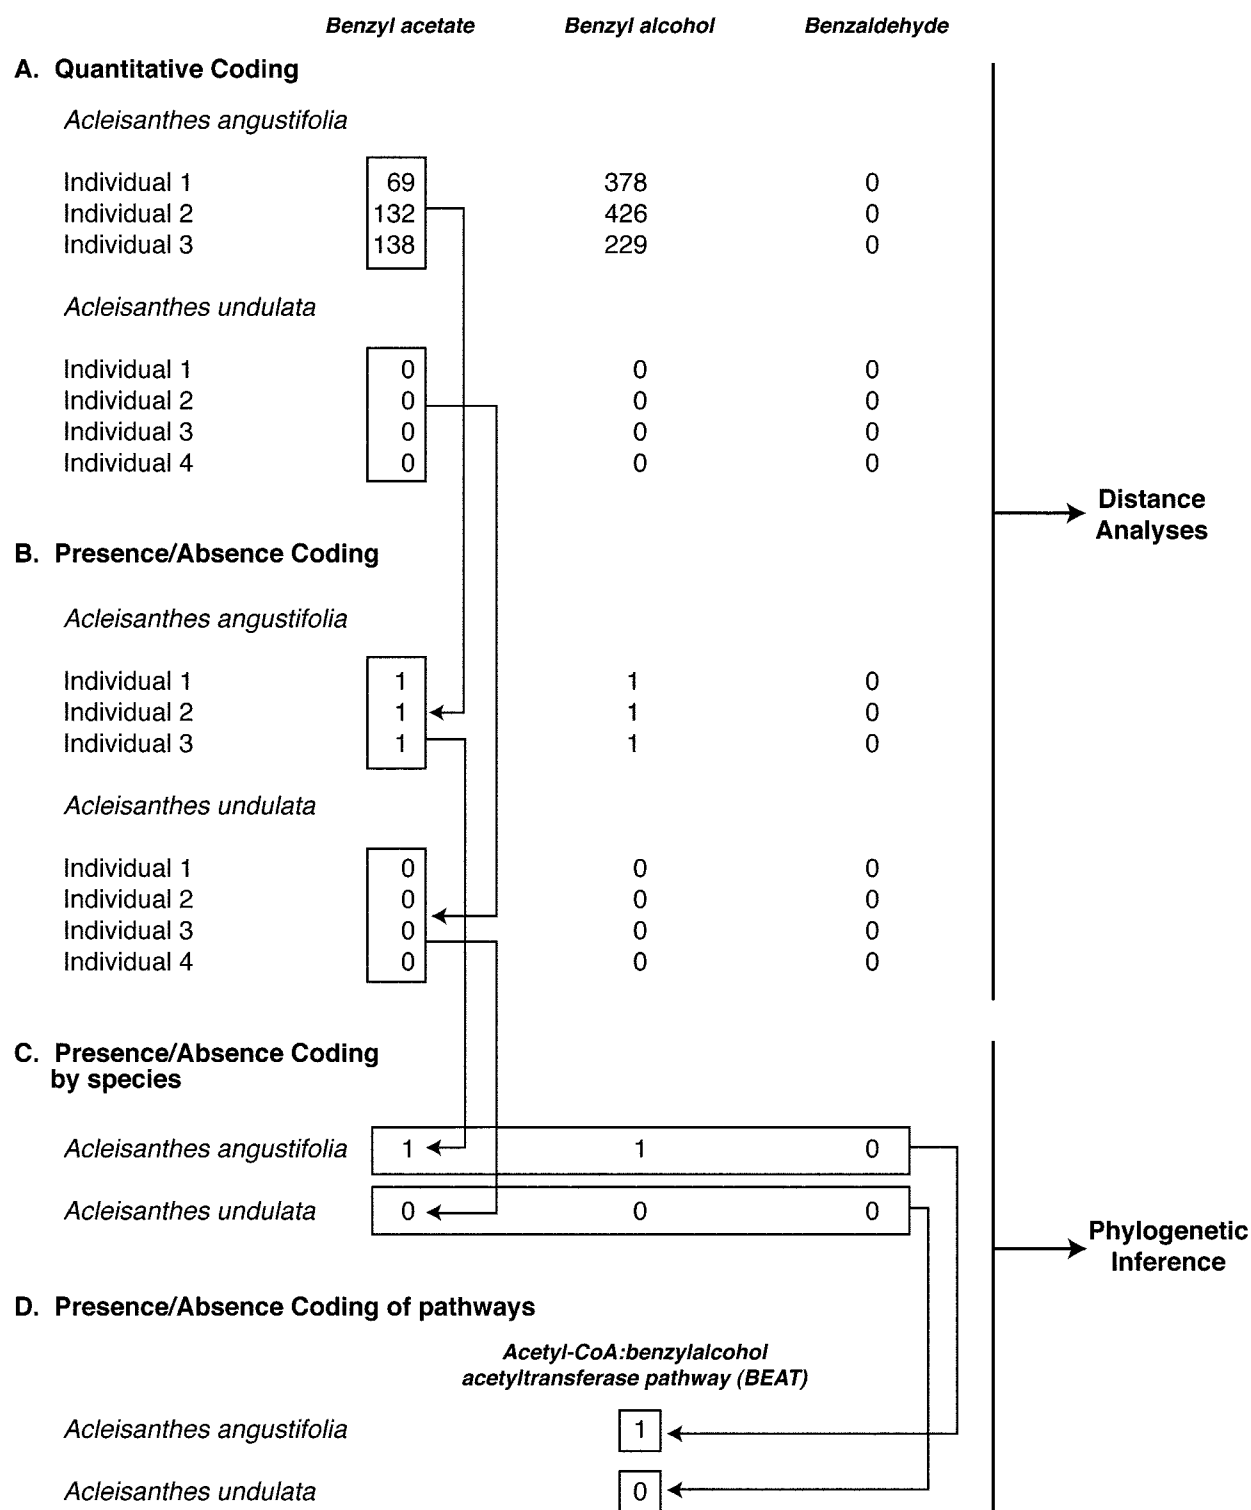 Benzyl acetate Benzyl alcohol Benzaldehyde
A. Quantitative Coding
Acleisanthes angustifolia
Individual 1 69 378 0
Individual 2 132 426 0
Individual 3 138 229 0
Acleisanthes undulata
Individual 1 0 0 0
Individual 2 0 0 0
Individual 3 0 0 0
Individual 4 0 0 0
Distance
Analyses
B. Presence/Absence Coding
Acleisanthes angustifolia
Individual 1 1 1 0
Individual 2 1 1 0
Individual 3 1 1 0
Acleisanthes undulata
Individual 1 0 0 0
Individual 2 0 0 0
Individual 3 0 0 0
Individual 4 0 0 0
C. Presence/Absence Coding
by species
Acleisanthes angustifolia 1 1 0
Acleisanthes undulata 0 0 0
Phylogenetic
Inference
D. Presence/Absence Coding of pathways
Acetyl-CoA:benzylalcohol
acetyltransferase pathway (BEAT)
Acleisanthes angustifolia 1
Acleisanthes undulata 0